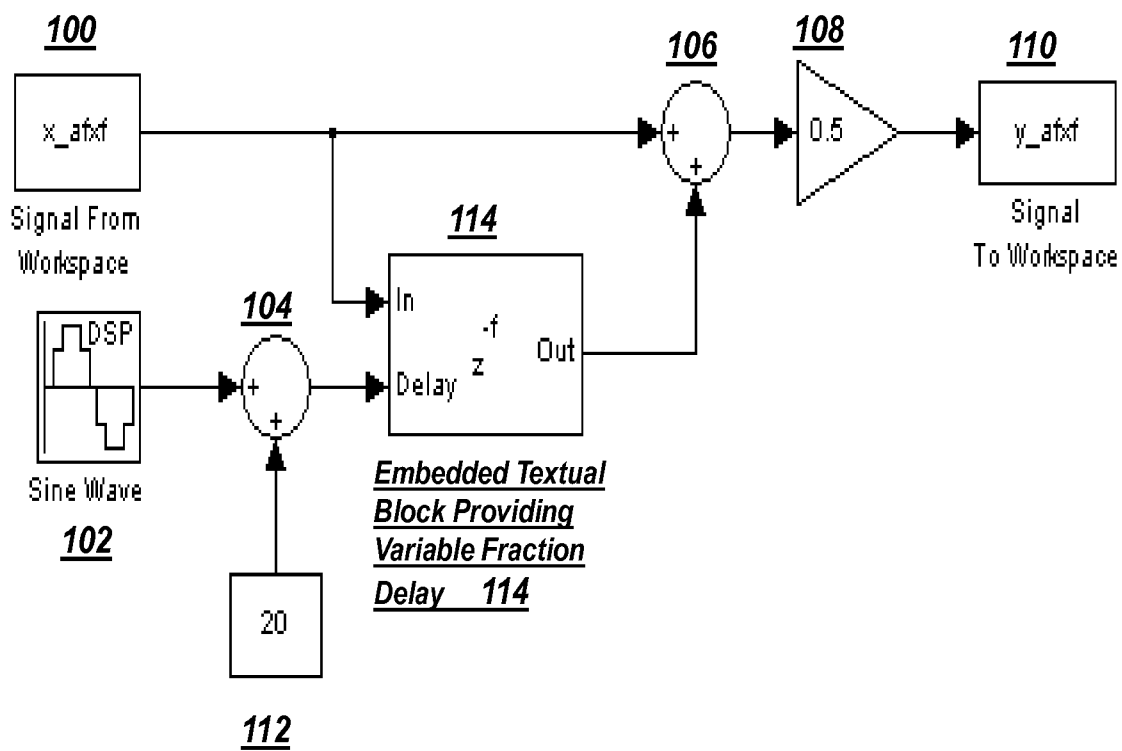 100
x_afxf
Signal From
Workspace
106
+
+
108
0.5
110
y_afxf
Signal
To Workspace
114
In
Delay
z
-f
Out
DSP
Sine Wave
102
104
+
+
Embedded Textual
Block Providing
Variable Fraction
Delay 114
20
112